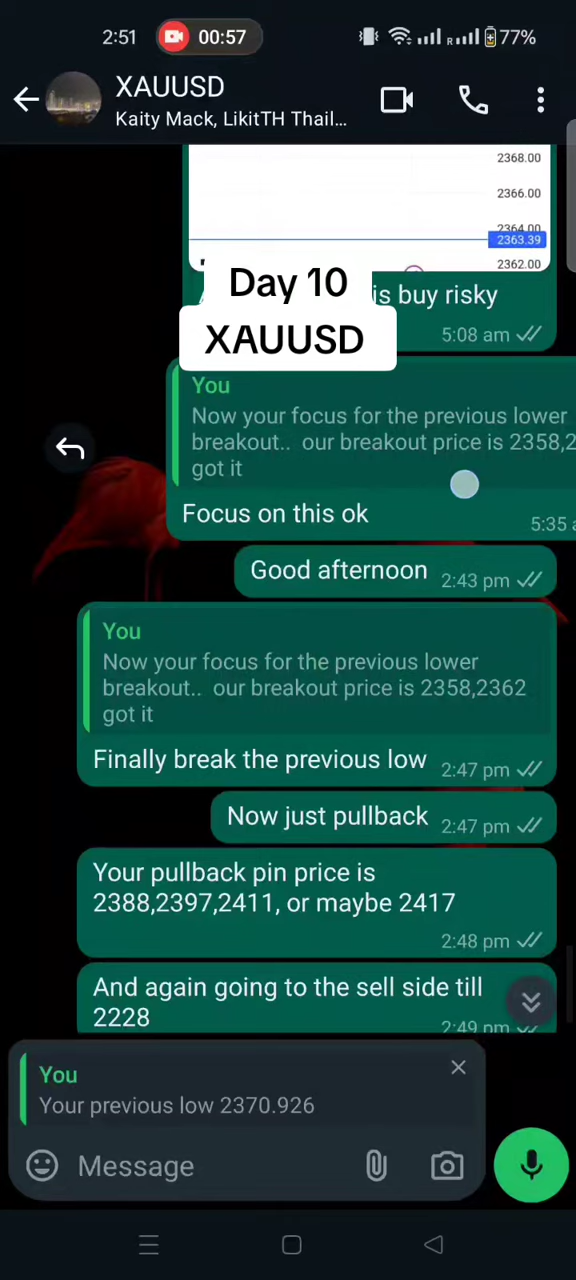 2:51
00:57
R
77%
XAUUSD
Kaity Mack, LikitTH Thail...
2368.00
2366.00
2364.00
2363.39
2362.00
Day 10
XAUUSD
is buy risky
5:08 am
You
Now your focus for the previous lower
breakout.. our breakout price is 2358,2
got it
Focus on this ok
5:35 a
Good afternoon
2:43 pm
You
Now your focus for the previous lower
breakout.. our breakout price is 2358,2362
got it
Finally break the previous low
2:47 pm
Now just pullback
2:47 pm
Your pullback pin price is
2388,2397,2411, or maybe 2417
2:48 pm
And again going to the sell side till
2228
2:49 pm
You
Your previous low 2370.926
Message